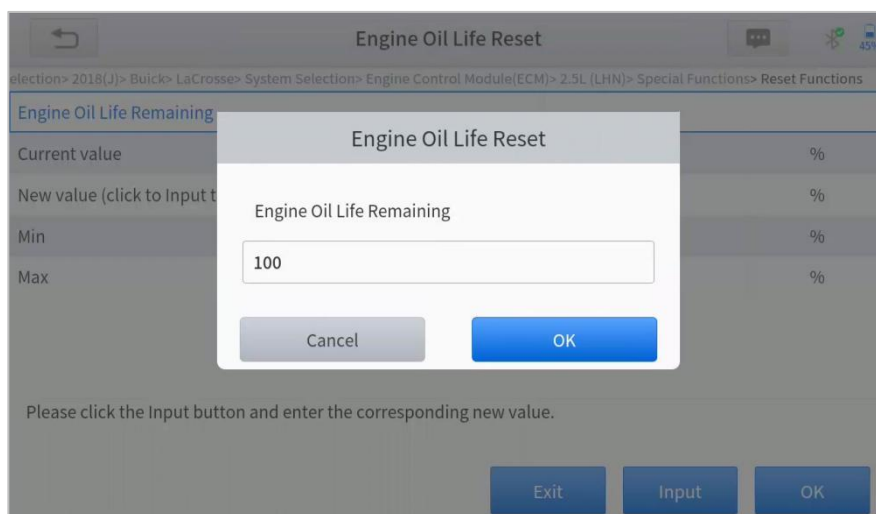 Engine Oil Life Reset
45%
election> 2018(J)> Buick> LaCrosse> System Selection> Engine Control Module(ECM)> 2.5L (LHN)> Special Functions> Reset Functions
Engine Oil Life Remaining
Current value %
New value (click to Input t %
Min %
Max %
Engine Oil Life Reset
Engine Oil Life Remaining
100
Cancel OK
Please click the Input button and enter the corresponding new value.
Exit Input OK